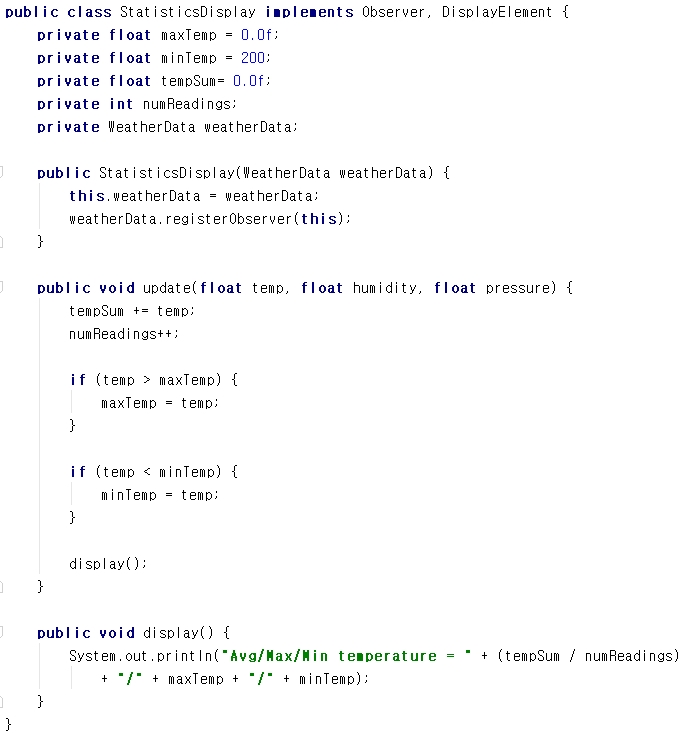 public class StatisticsDisplay implements Observer, DisplayElement {
    private float maxTemp = 0.0f;
    private float minTemp = 200;
    private float tempSum= 0.0f;
    private int numReadings;
    private WeatherData weatherData;

    public StatisticsDisplay(WeatherData weatherData) {
        this.weatherData = weatherData;
        weatherData.registerObserver(this);
    }

    public void update(float temp, float humidity, float pressure) {
        tempSum += temp;
        numReadings++;

        if (temp > maxTemp) {
            maxTemp = temp;
        }

        if (temp < minTemp) {
            minTemp = temp;
        }

        display();
    }

    public void display() {
        System.out.println("Avg/Max/Min temperature = " + (tempSum / numReadings)
            + "/" + maxTemp + "/" + minTemp);
    }
}